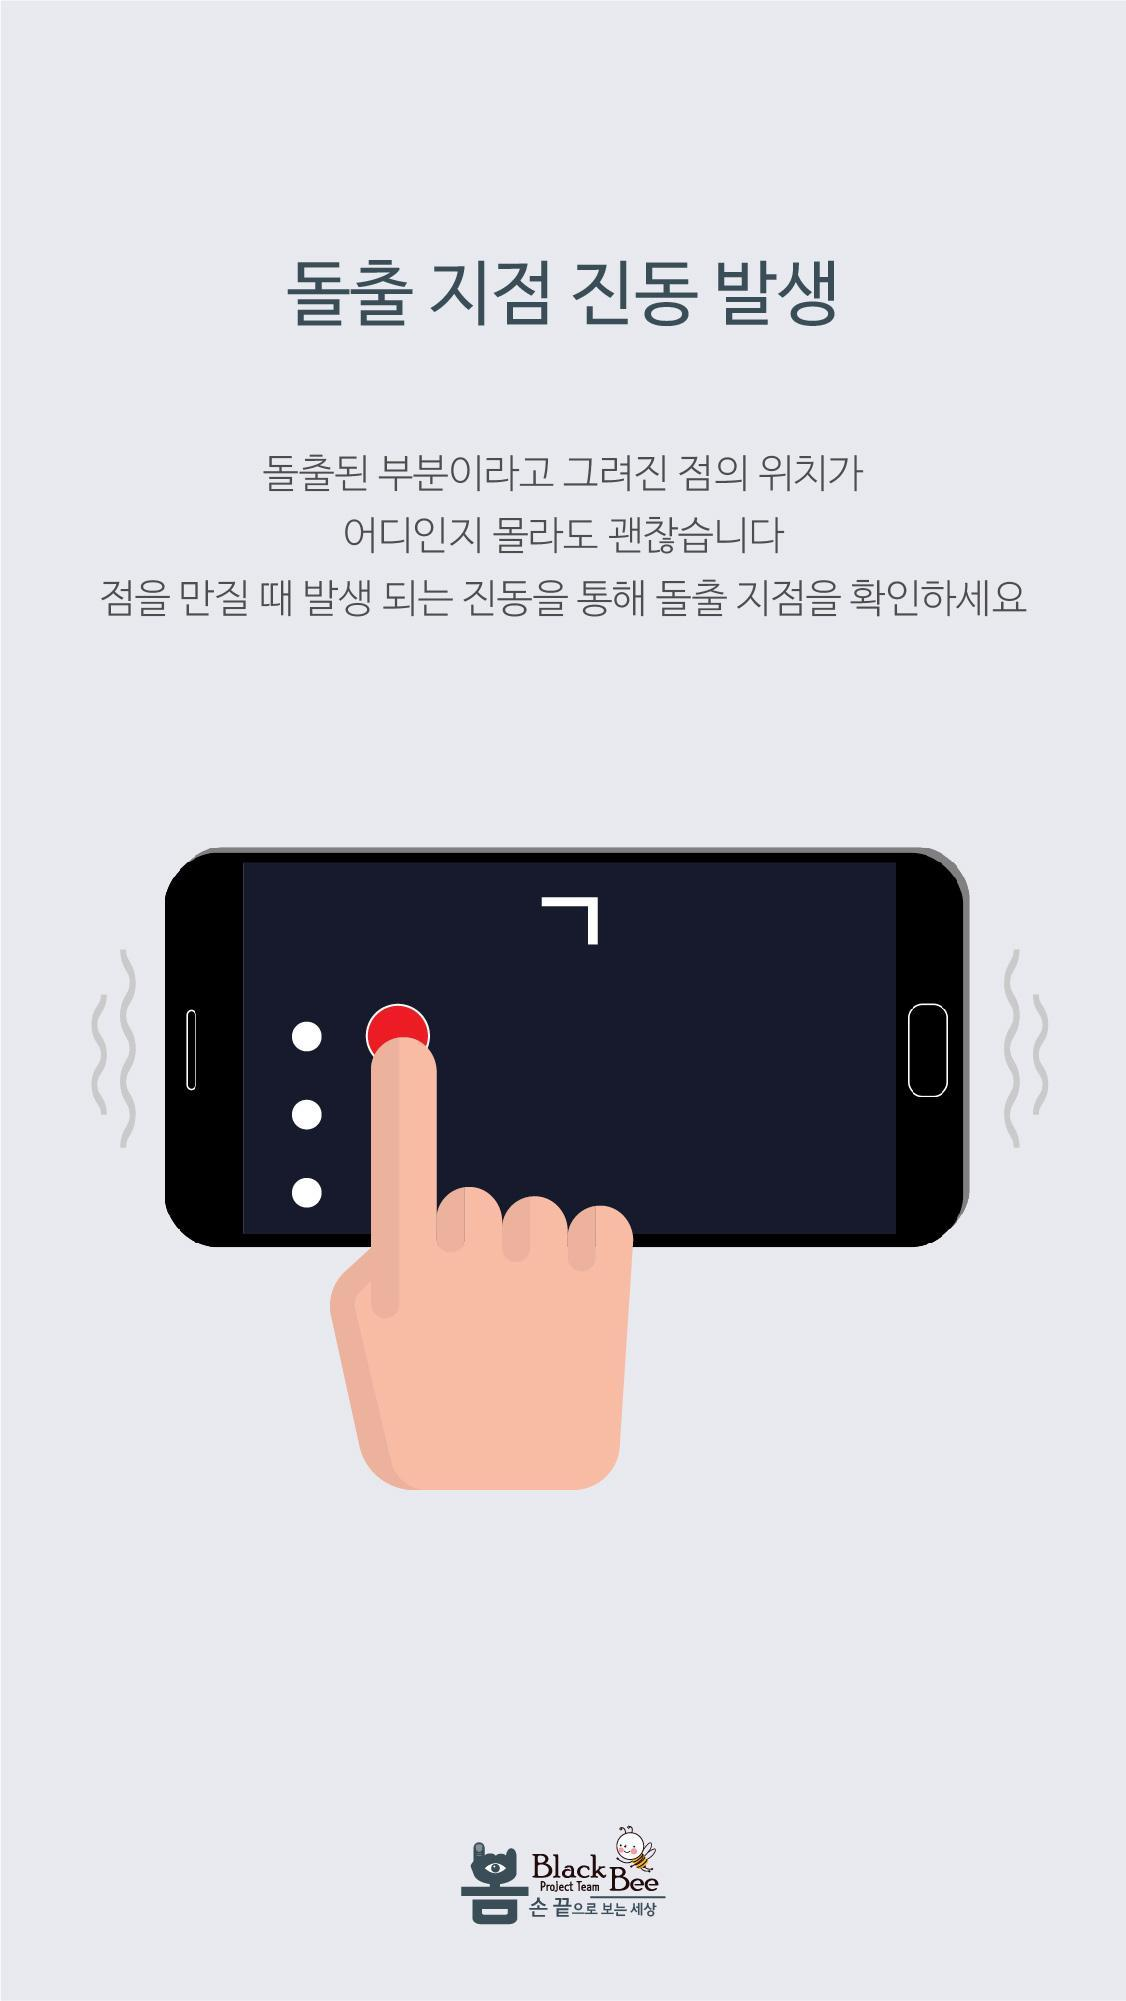 돌출 지점 진동 발생
돌출된 부분이라고 그려진 점의 위치가
어디인지 몰라도 괜찮습니다
점을 만질 때 발생 되는 진동을 통해 돌출 지점을 확인하세요
ㄱ
봄
Black Bee
Project Team
손 끝으로 보는 세상